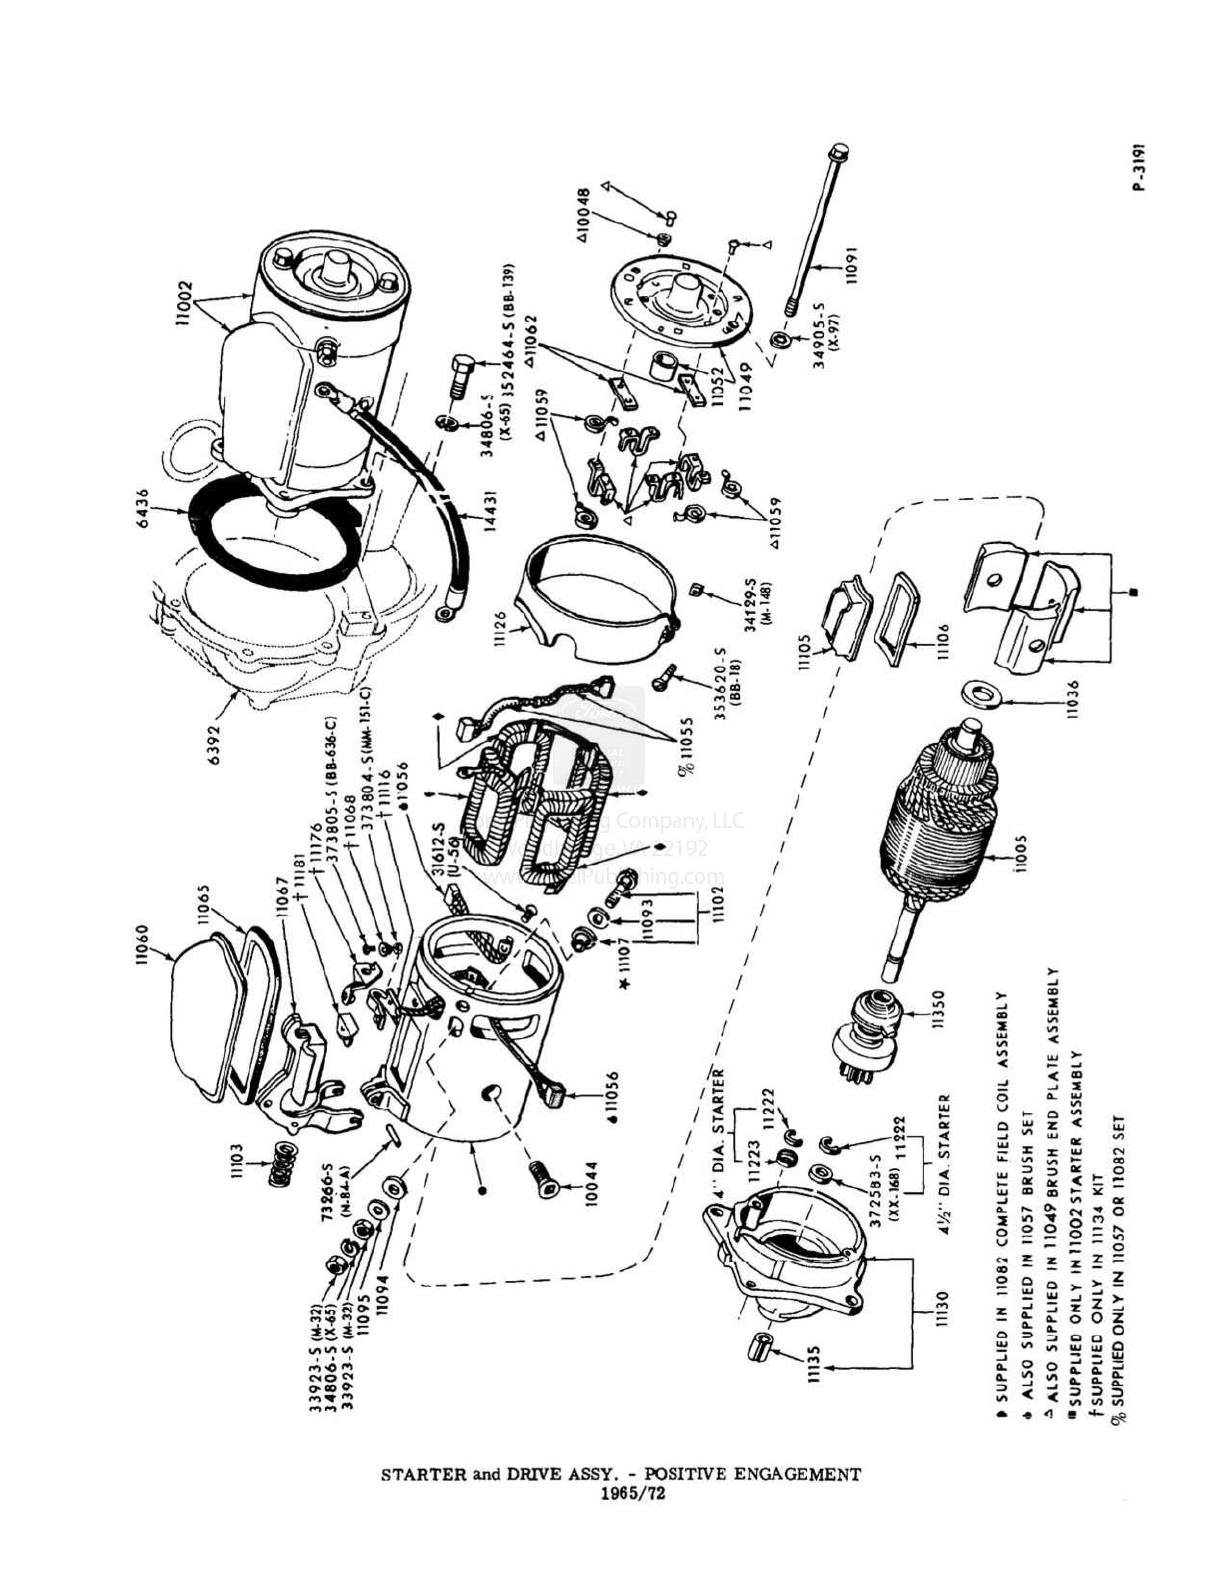 P-3191
11002
6436
6392
14431
34806-S
(X-65)
352464-S (BB-139)
△11062
△11059
△10048
△
△
11091
34905-S
(X-97)
11052
11049
△
△11059
11126
34129-S
(M-148)
353620-S
(BB-18)
% 11055
11105
11106
■
11036
11005
11350
11060
11065
11067
†11181
†11176
373805-S (BB-636-C)
†11068
373804-S (MM-151-C)
†11116
♠11056
31612-S
(U-56)
11093
11102
★ 11107
♠11056
11103
73266-S
(N-84-A)
10044
●
33923-S (M-32)
34806-S (X-65)
33923-S (M-32)
11095
11094
4" DIA. STARTER
11222
11223
11222
372583-S
(XX-168)
4½" DIA. STARTER
11130
11135
Company, LLC
VA 22192
◗ SUPPLIED IN 11082 COMPLETE FIELD COIL ASSEMBLY
♠ ALSO SUPPLIED IN 11057 BRUSH SET
△ ALSO SUPPLIED IN 11049 BRUSH END PLATE ASSEMBLY
■ SUPPLIED ONLY IN 11002 STARTER ASSEMBLY
† SUPPLIED ONLY IN 11134 KIT
% SUPPLIED ONLY IN 11057 OR 11082 SET
STARTER and DRIVE ASSY. - POSITIVE ENGAGEMENT
1965/72